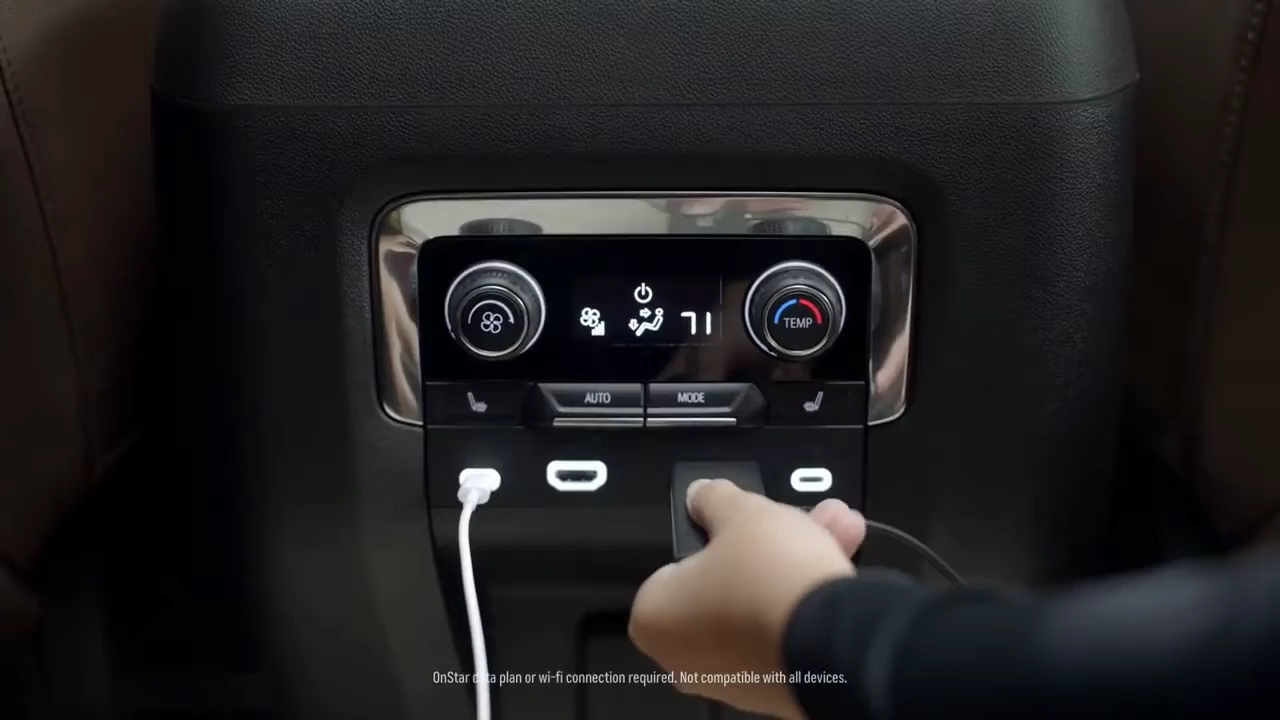 71
TEMP
AUTO
MODE
OnStar data plan or wi-fi connection required. Not compatible with all devices.